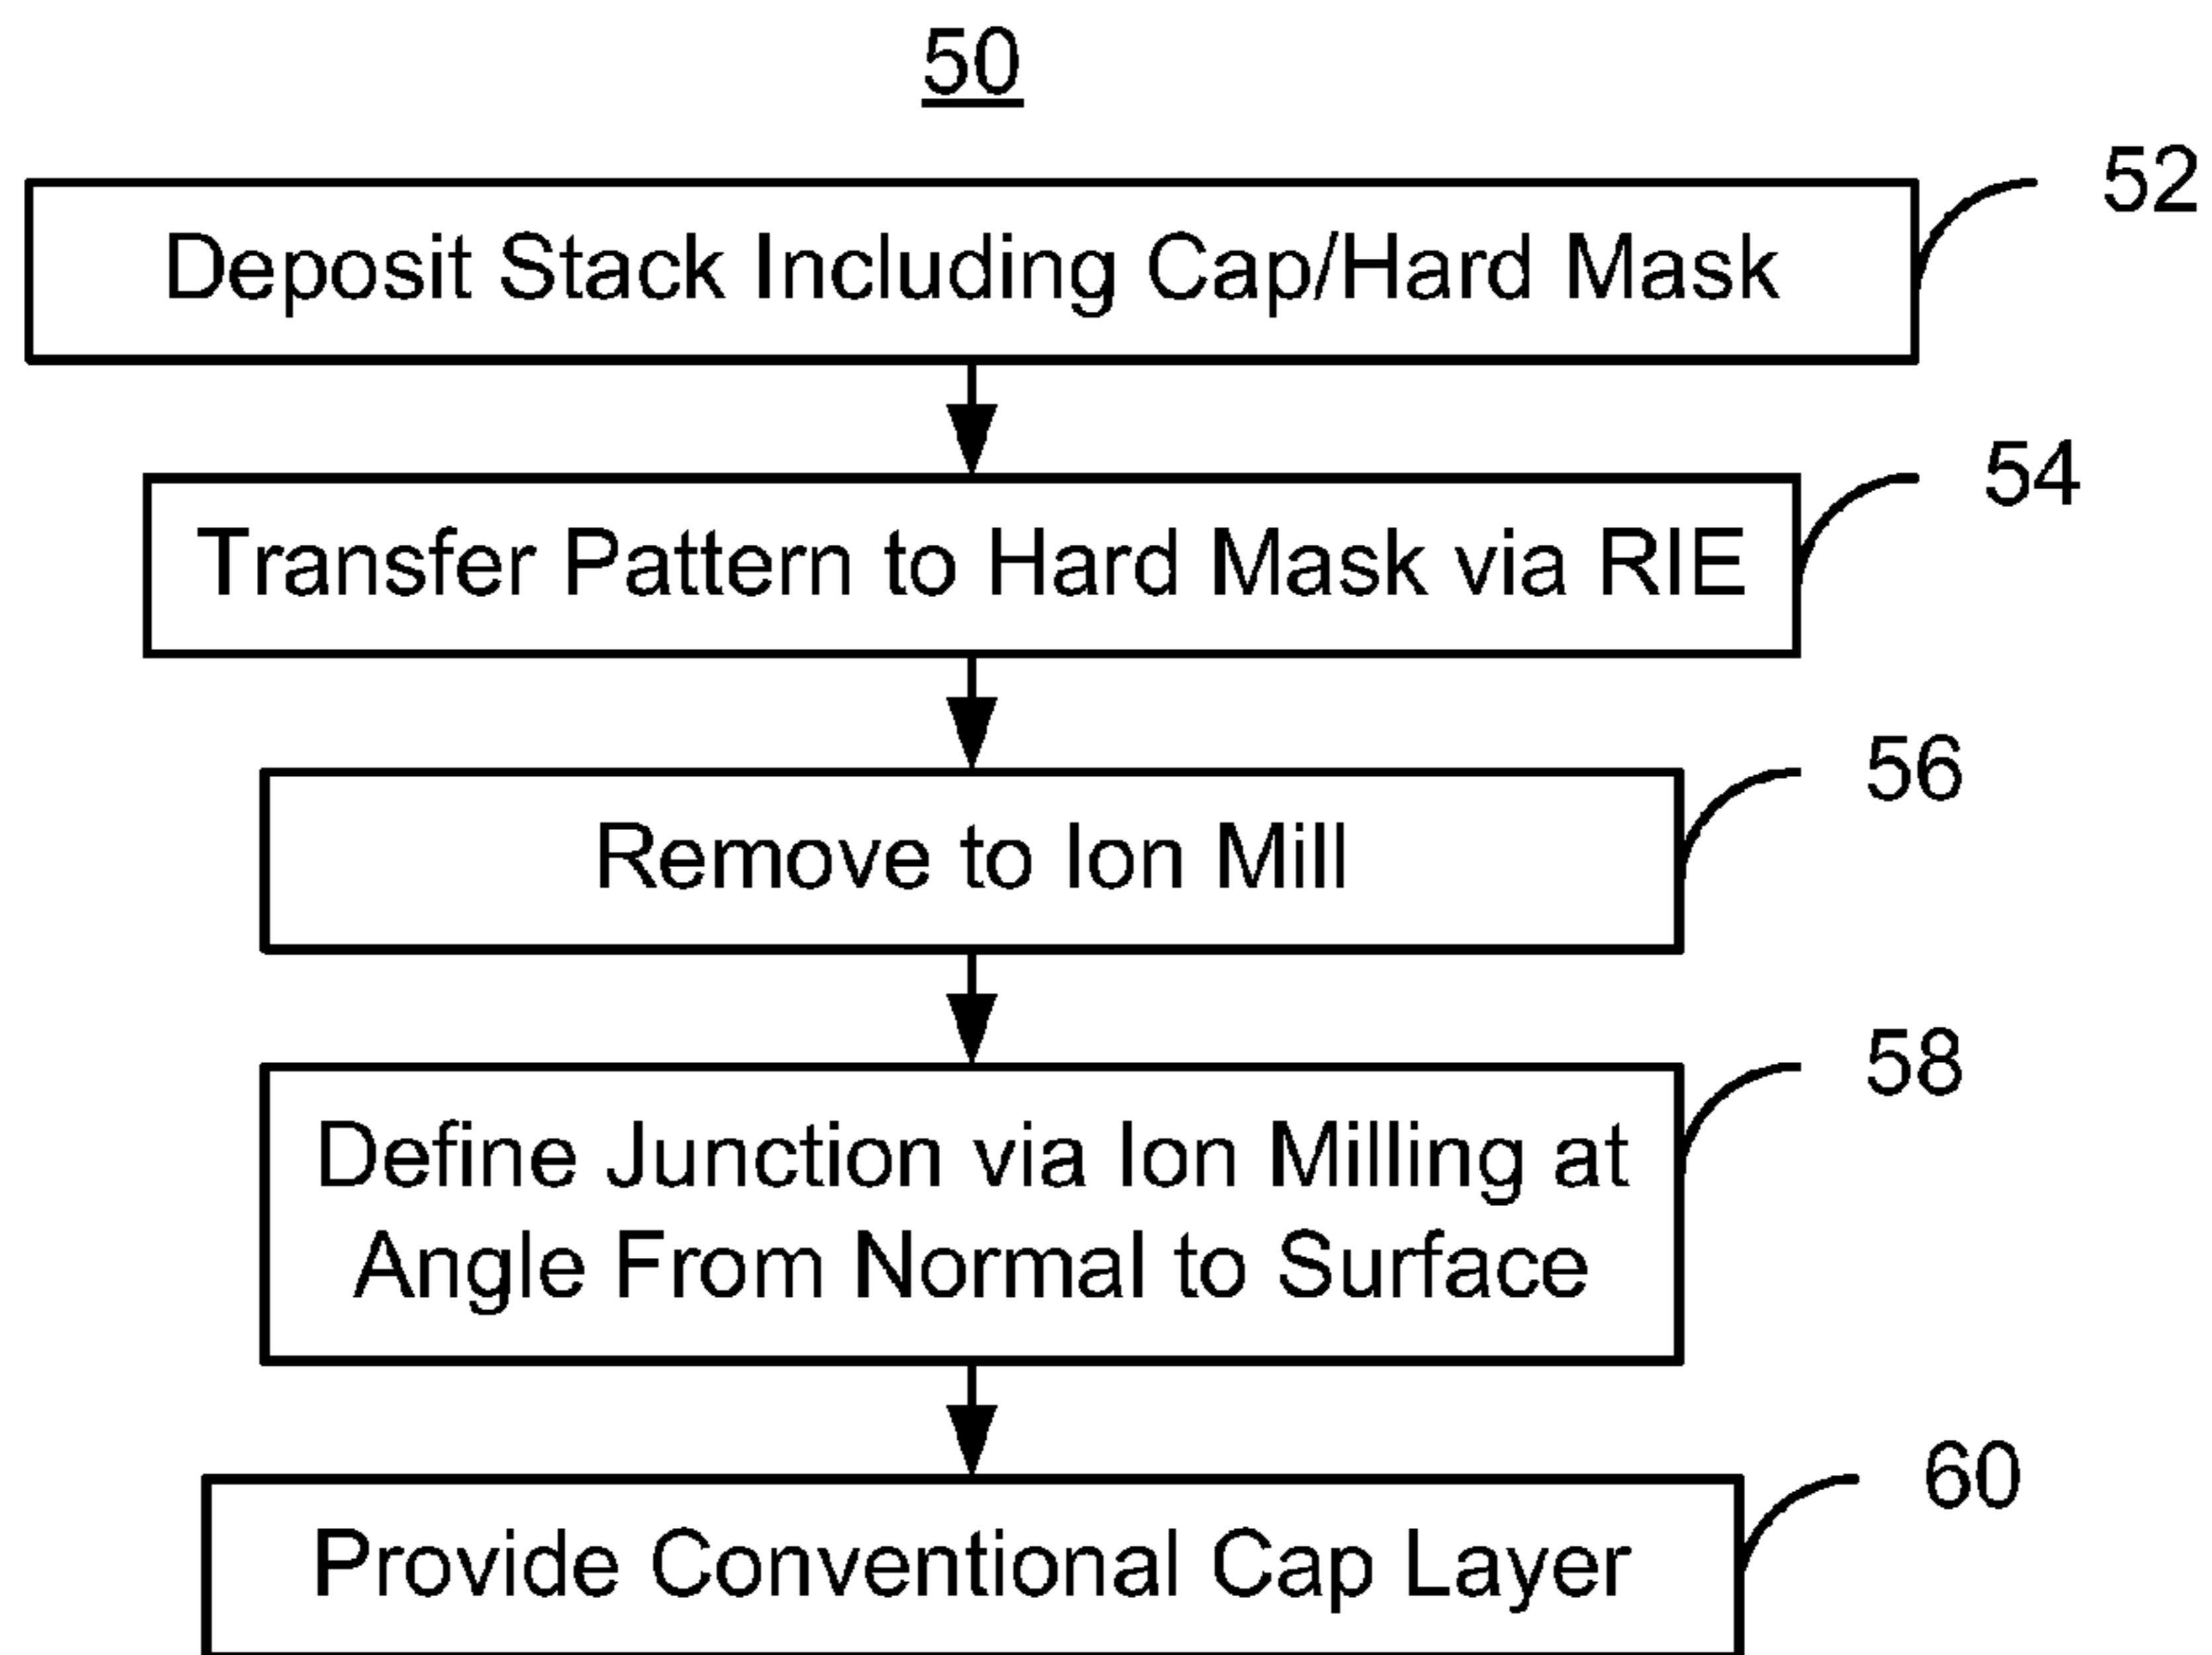 50
52
Deposit Stack Including Cap/Hard Mask
54
Transfer Pattern to Hard Mask via RIE
56
Remove to Ion Mill
58
Define Junction via Ion Milling at
Angle From Normal to Surface
60
Provide Conventional Cap Layer